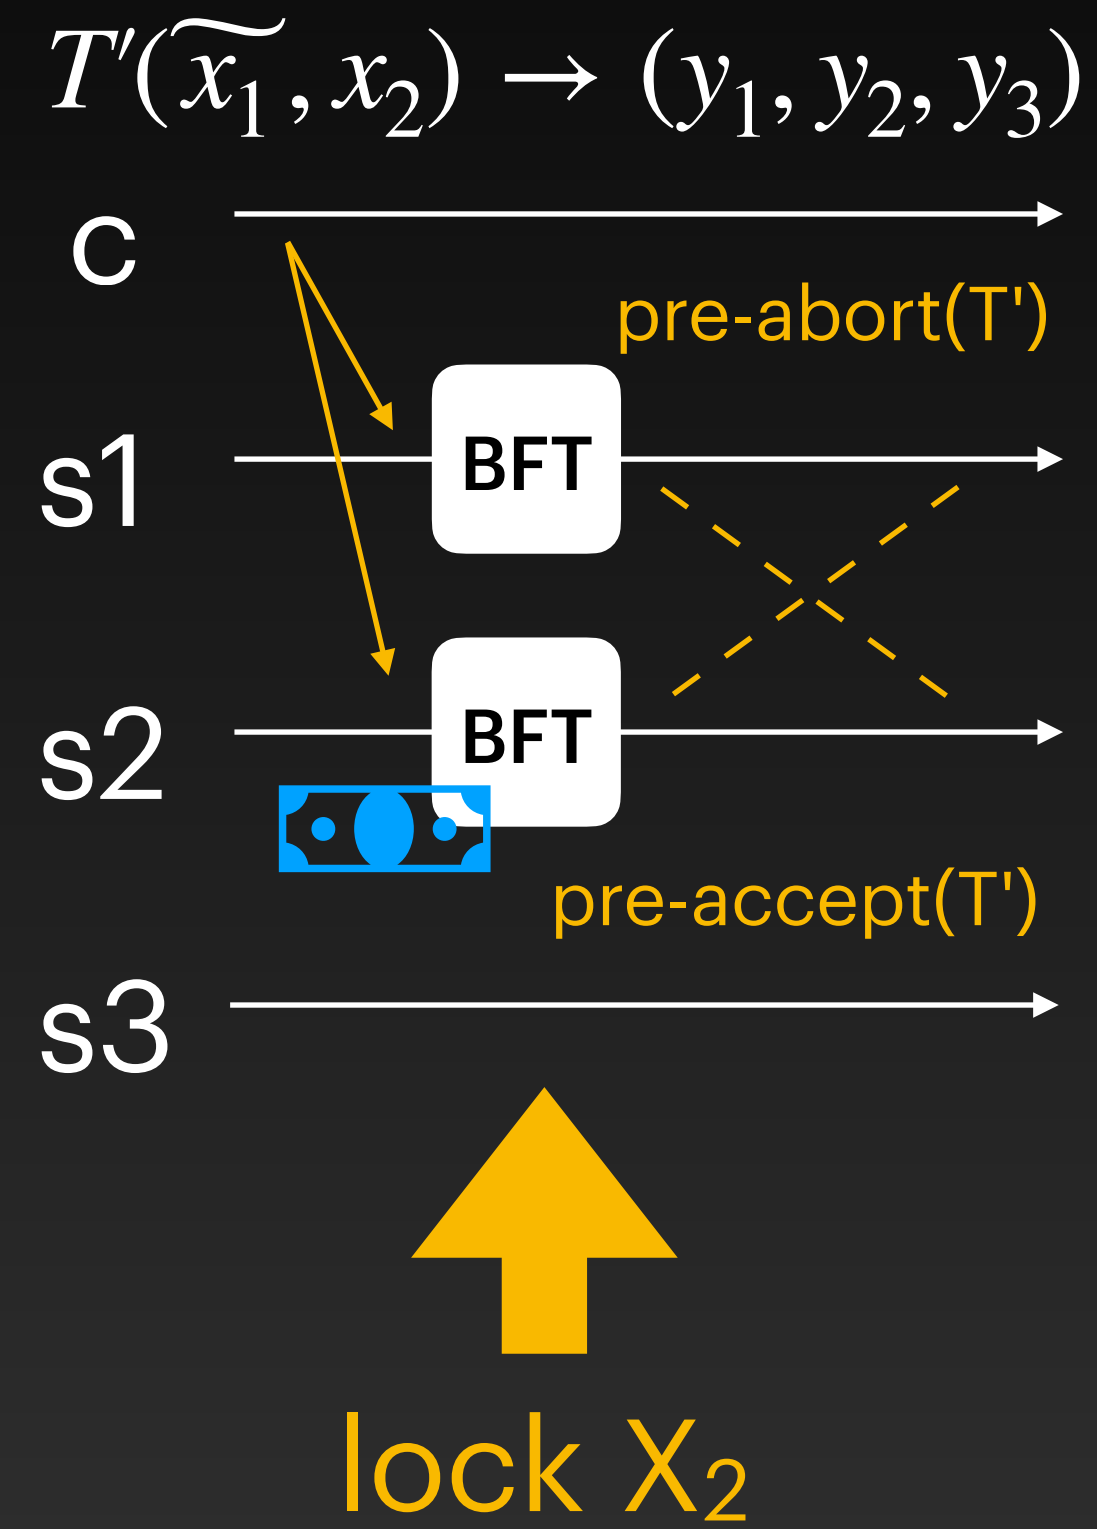 T′(x̃₁, x₂) → (y₁, y₂, y₃)
c
pre-abort(T')
s1
BFT
s2
BFT
pre-accept(T')
s3
lock X₂